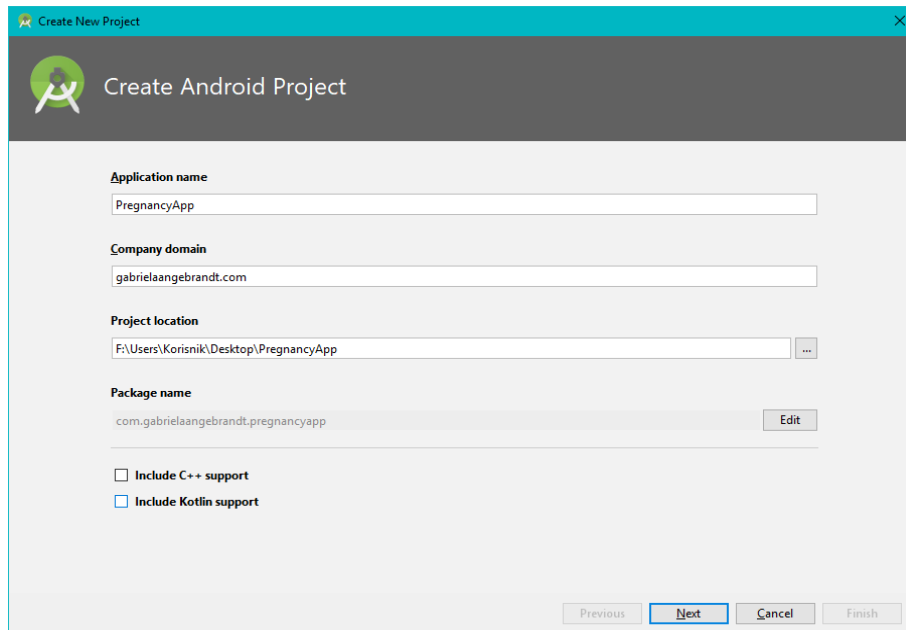 Create New Project
Create Android Project
Application name
PregnancyApp
Company domain
gabrielaangebrandt.com
Project location
F:\Users\Korisnik\Desktop\PregnancyApp
...
Package name
com.gabrielaangebrandt.pregnancyapp
Edit
Include C++ support
Include Kotlin support
Previous Next Cancel Finish